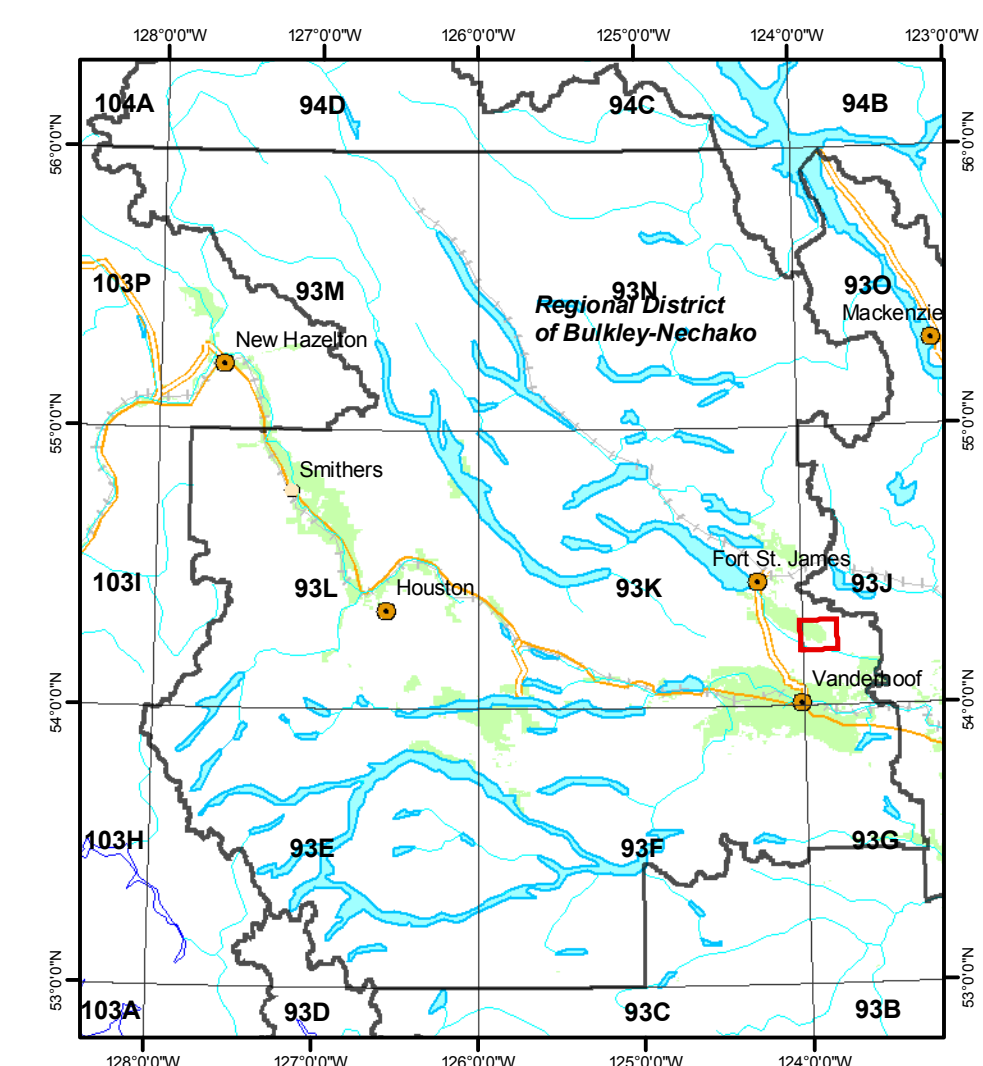 128°0'0"W 127°0'0"W 126°0'0"W 125°0'0"W 124°0'0"W 123°0'0"W
104A 94D 94C 94B
56°0'0"N 56°0'0"N
103P 93M 93N 93O
Regional District
of Bulkley-Nechako
Mackenzie
New Hazelton
55°0'0"N 55°0'0"N
Smithers
Fort St. James
103I 93L Houston 93K 93J
Vanderhoof
54°0'0"N 54°0'0"N
103H 93E 93F 93G
53°0'0"N 53°0'0"N
103A 93D 93C 93B
128°0'0"W 127°0'0"W 126°0'0"W 125°0'0"W 124°0'0"W